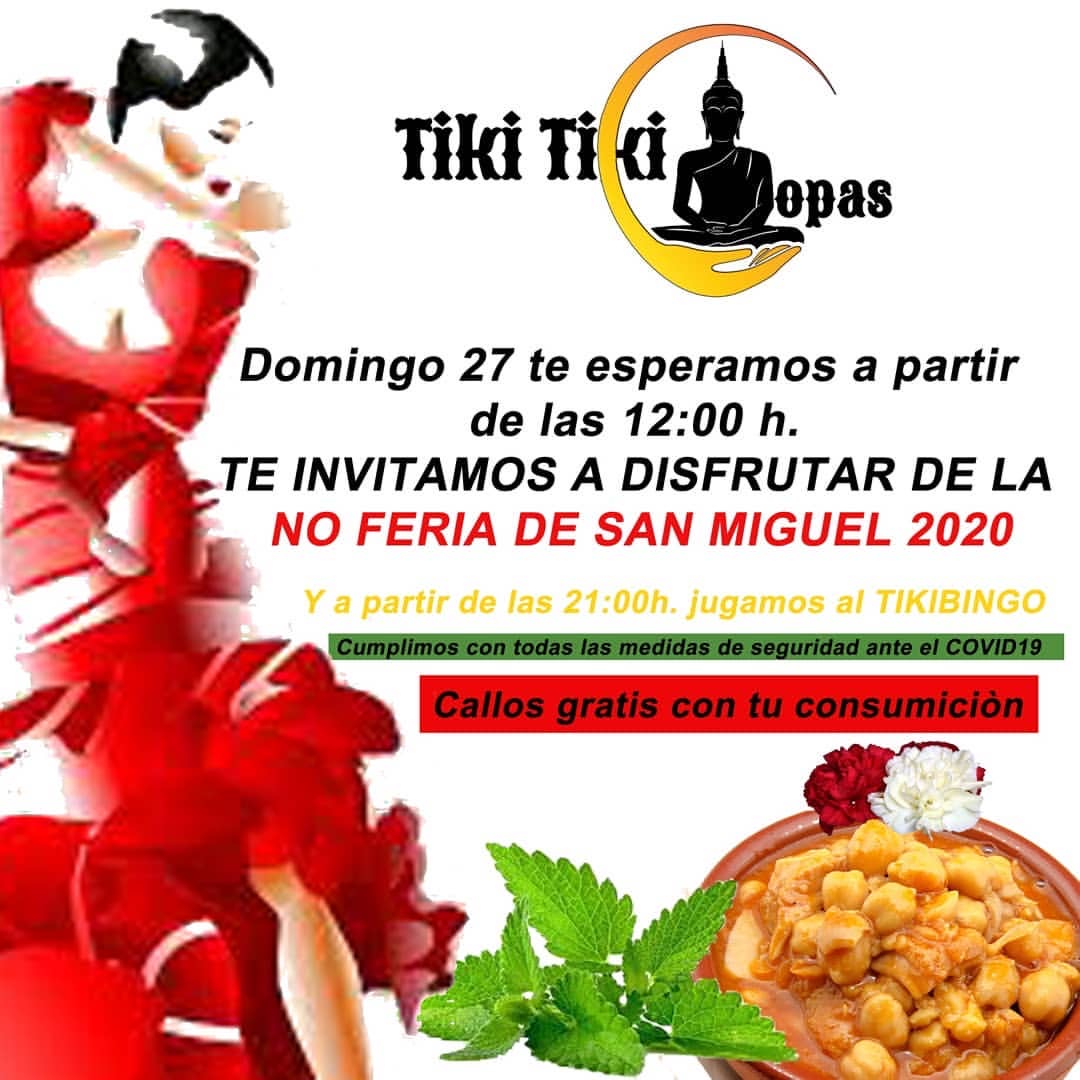 Tiki Tiki Copas
Domingo 27 te esperamos a partir
de las 12:00 h.
TE INVITAMOS A DISFRUTAR DE LA
NO FERIA DE SAN MIGUEL 2020
Y a partir de las 21:00h. jugamos al TIKIBINGO
Cumplimos con todas las medidas de seguridad ante el COVID19
Callos gratis con tu consumiciòn